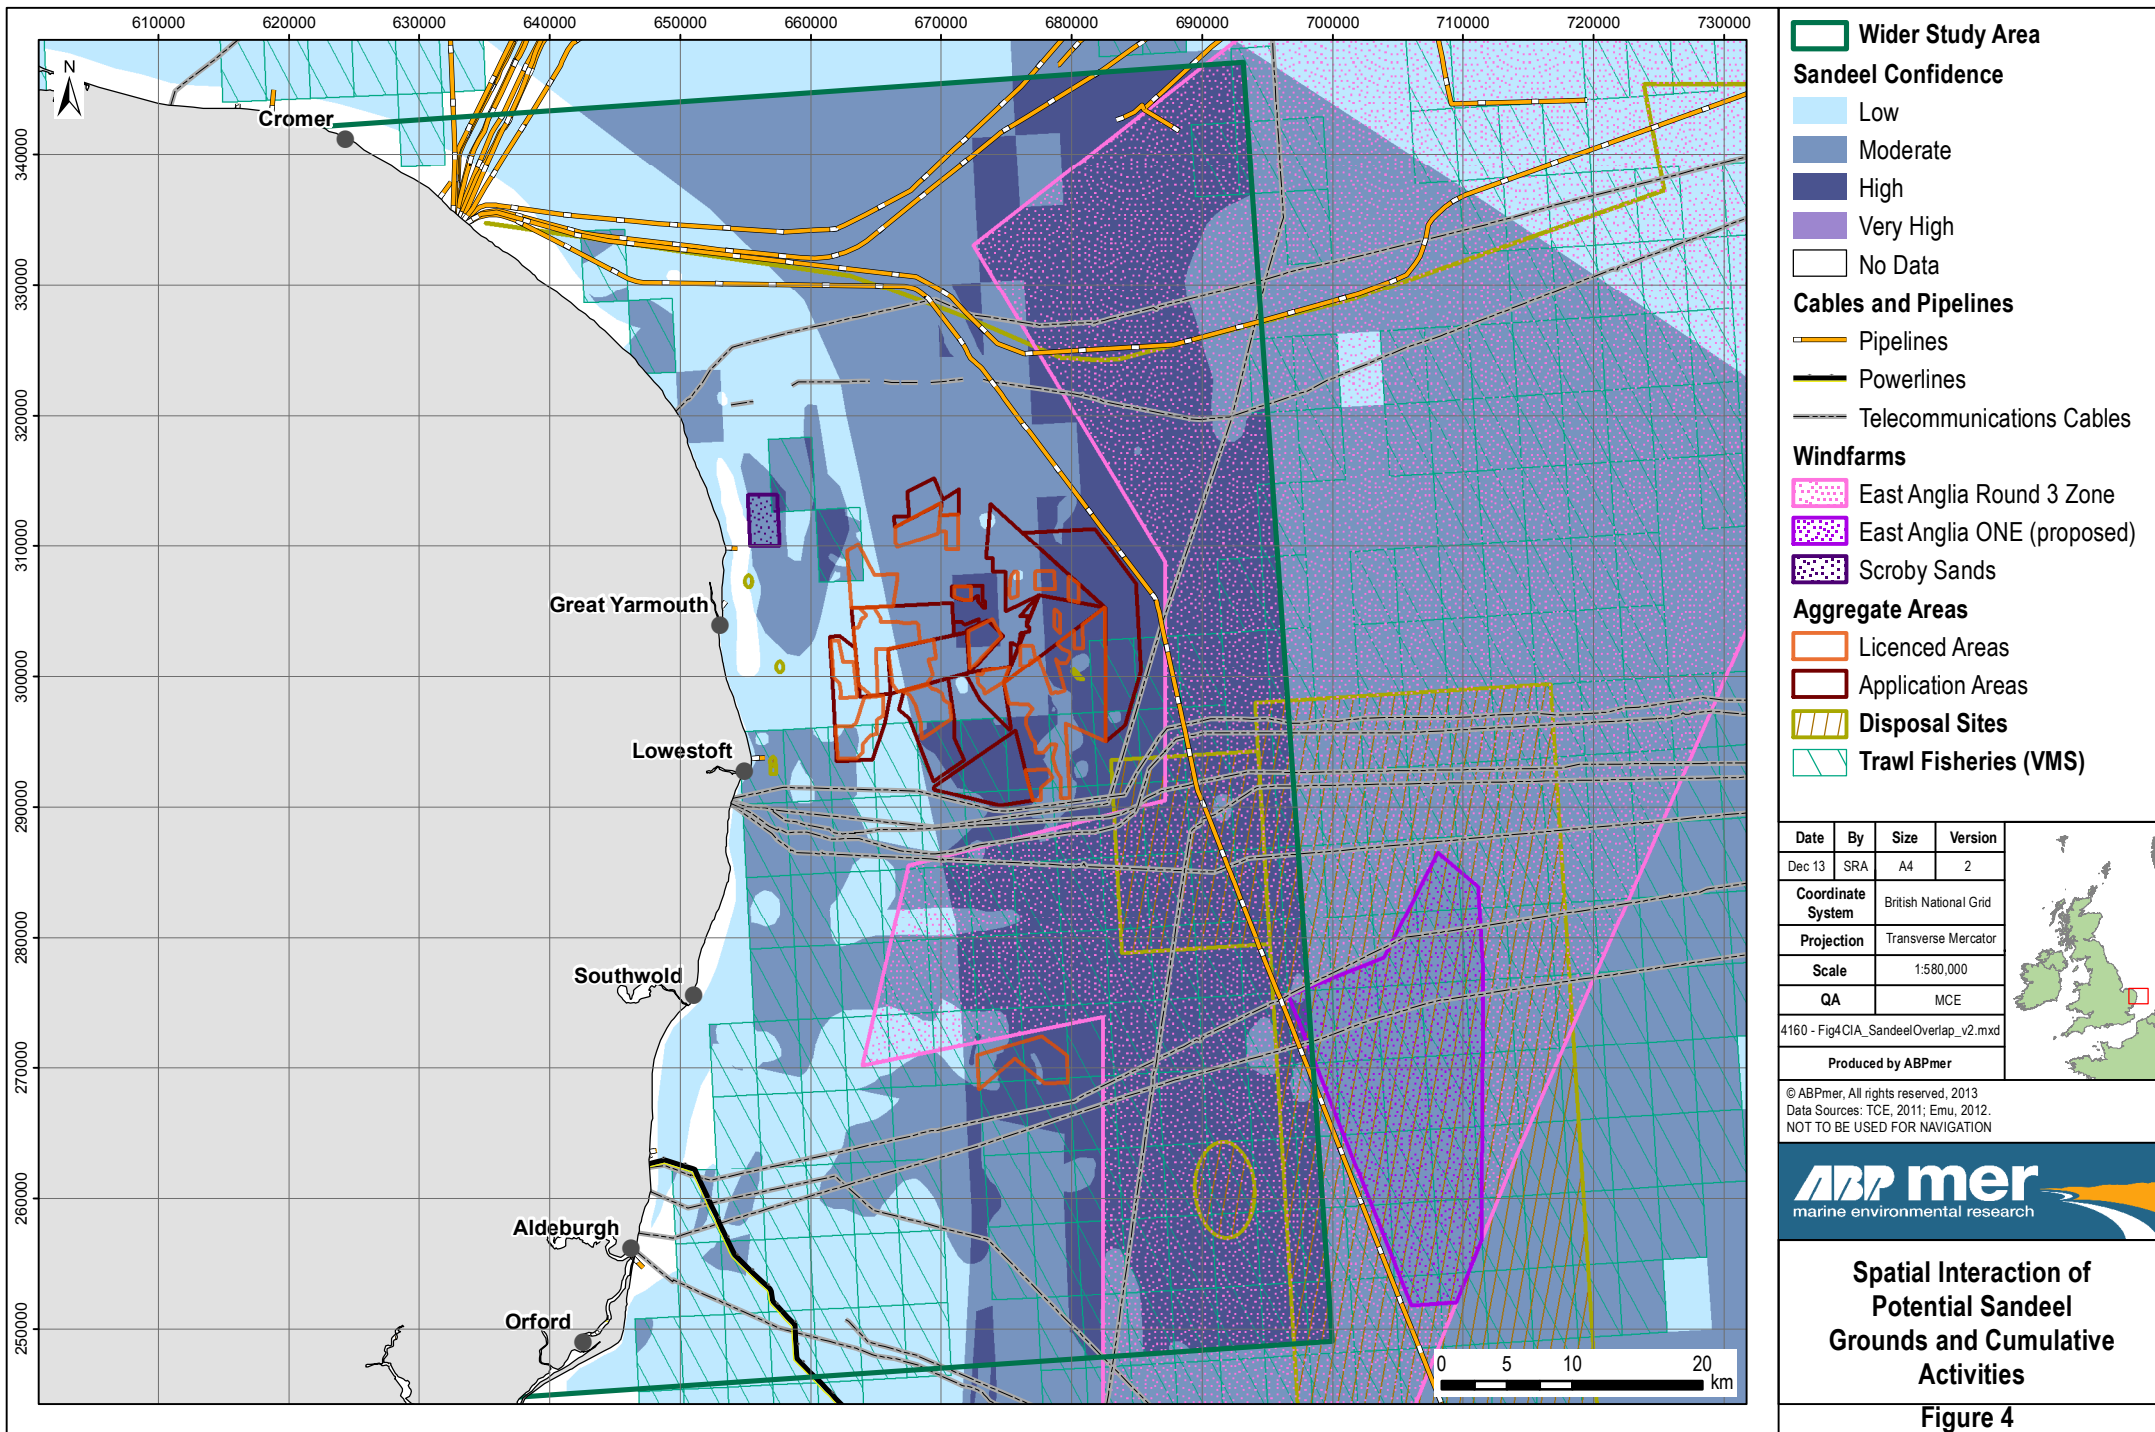 610000 620000 630000 640000 650000 660000 670000 680000 690000 700000 710000 720000 730000
340000
330000
320000
310000
300000
290000
280000
270000
260000
250000
N
Cromer
Great Yarmouth
Lowestoft
Southwold
Aldeburgh
Orford
0 5 10 20
km
Wider Study Area
Sandeel Confidence
Low
Moderate
High
Very High
No Data
Cables and Pipelines
Pipelines
Powerlines
Telecommunications Cables
Windfarms
East Anglia Round 3 Zone
East Anglia ONE (proposed)
Scroby Sands
Aggregate Areas
Licenced Areas
Application Areas
Disposal Sites
Trawl Fisheries (VMS)
Date By Size Version
Dec 13 SRA A4 2
Coordinate System British National Grid
Projection Transverse Mercator
Scale 1:580,000
QA MCE
4160 - Fig4CIA_SandeelOverlap_v2.mxd
Produced by ABPmer
© ABPmer, All rights reserved, 2013
Data Sources: TCE, 2011; Emu, 2012.
NOT TO BE USED FOR NAVIGATION
ABP mer
marine environmental research
Spatial Interaction of
Potential Sandeel
Grounds and Cumulative
Activities
Figure 4